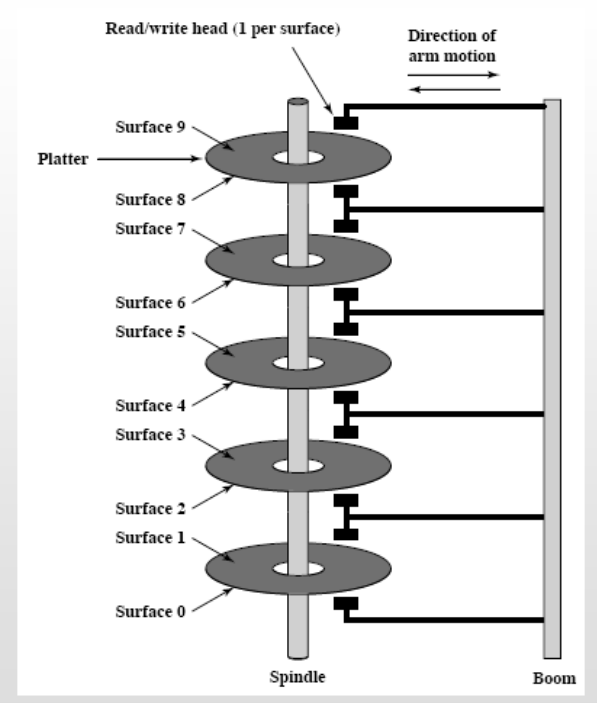 Read/write head (1 per surface)
Direction of
arm motion
Surface 9
Platter
Surface 8
Surface 7
Surface 6
Surface 5
Surface 4
Surface 3
Surface 2
Surface 1
Surface 0
Spindle
Boom